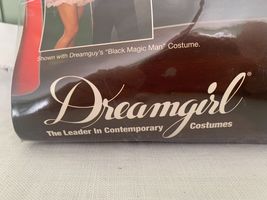 Shown with Dreamguy's "Black Magic Man" Costume.
Dreamgirl®
The Leader In Contemporary Costumes